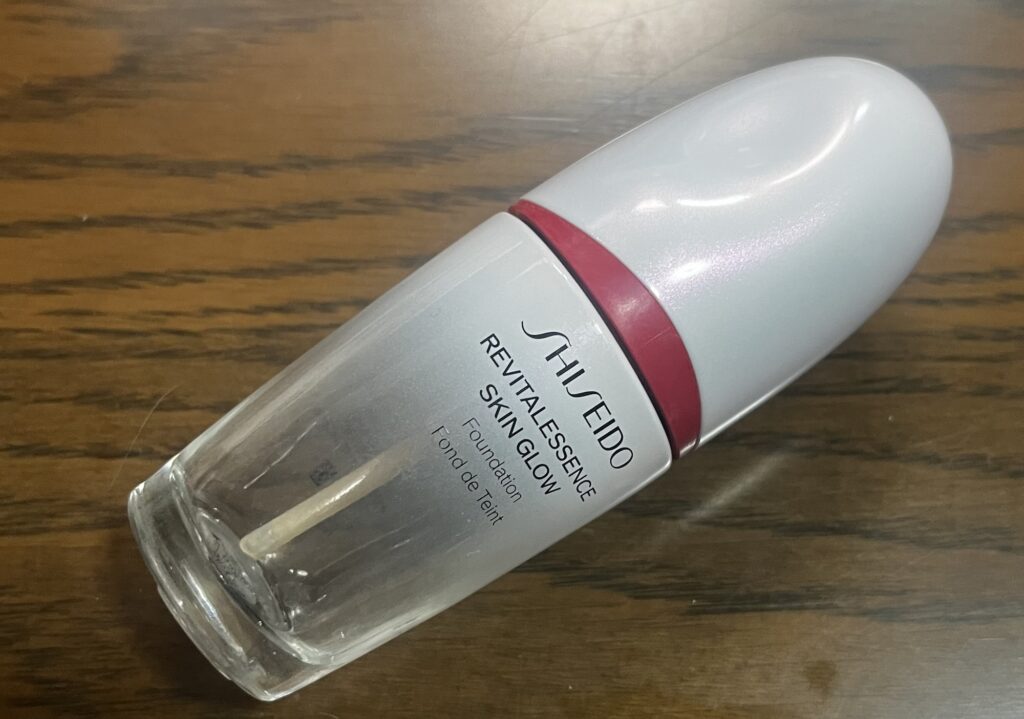 SHISEIDO
REVITALESSENCE
SKIN GLOW
Foundation
Fond de Teint